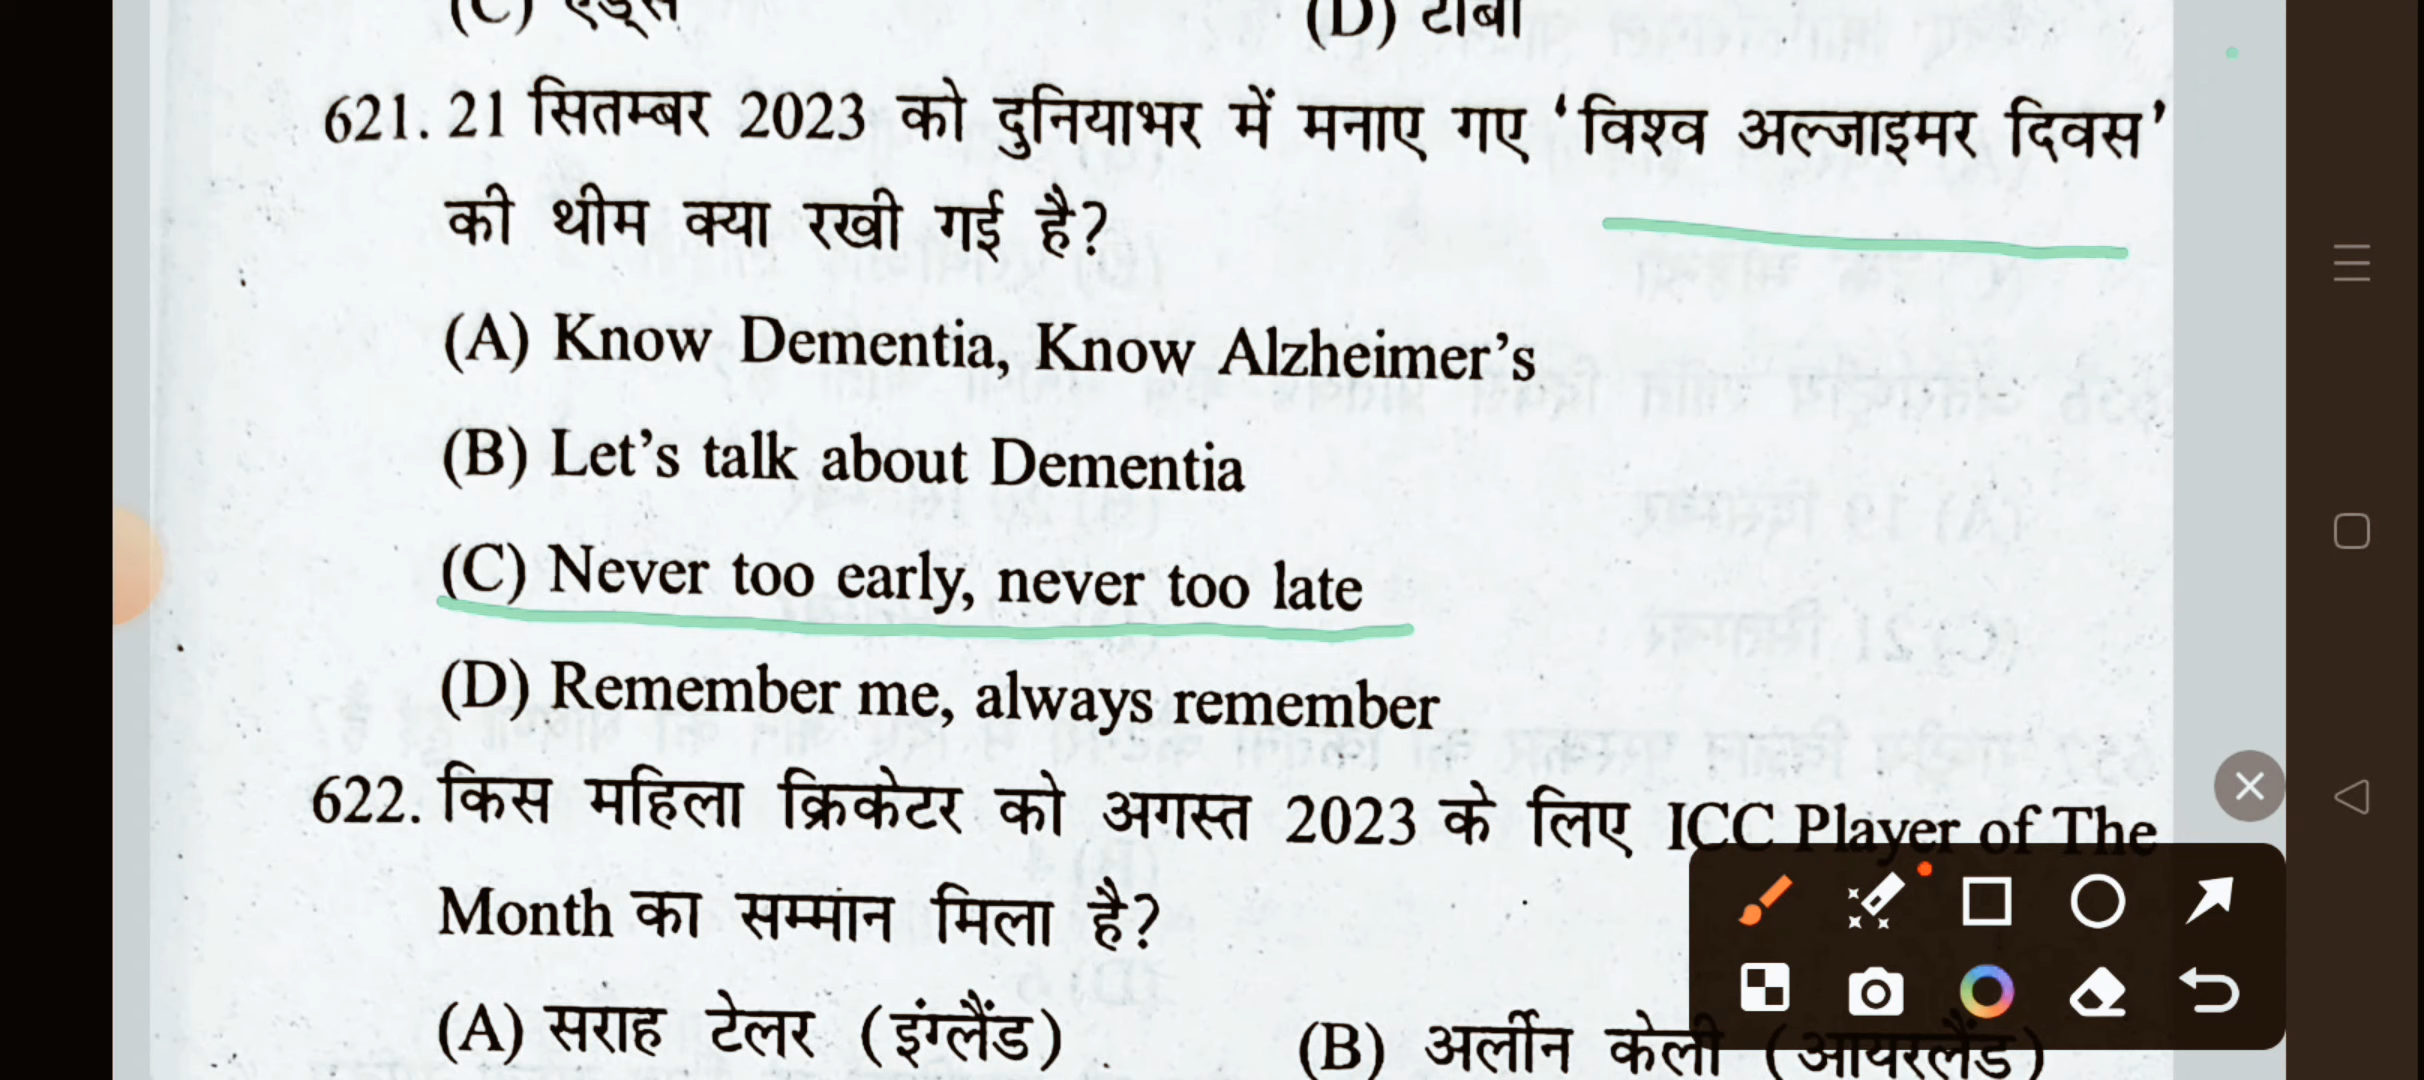 (C) एड्स (D) टीबी
621. 21 सितम्बर 2023 को दुनियाभर में मनाए गए ‘विश्व अल्जाइमर दिवस’
की थीम क्या रखी गई है?
(A) Know Dementia, Know Alzheimer’s
(B) Let’s talk about Dementia
(C) Never too early, never too late
(D) Remember me, always remember
622. किस महिला क्रिकेटर को अगस्त 2023 के लिए ICC Player of The
Month का सम्मान मिला है?
(A) सराह टेलर (इंग्लैंड) (B) अर्लीन केली (आयरलैंड)